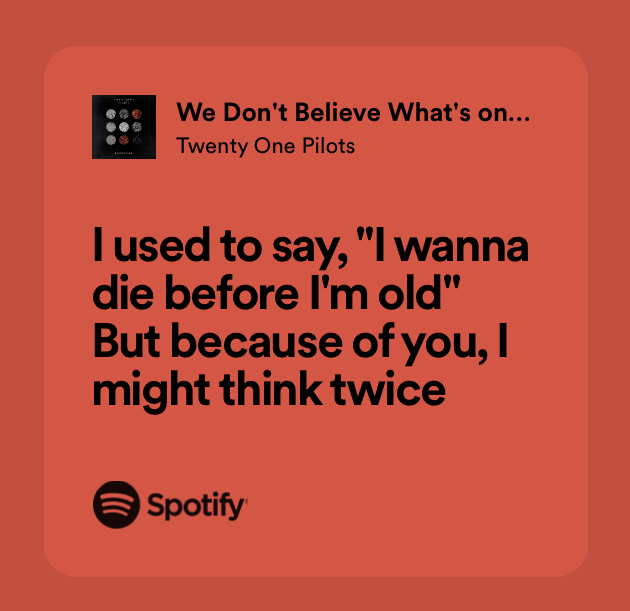 We Don't Believe What's on...
Twenty One Pilots
I used to say, "I wanna
die before I'm old"
But because of you, I
might think twice
Spotify